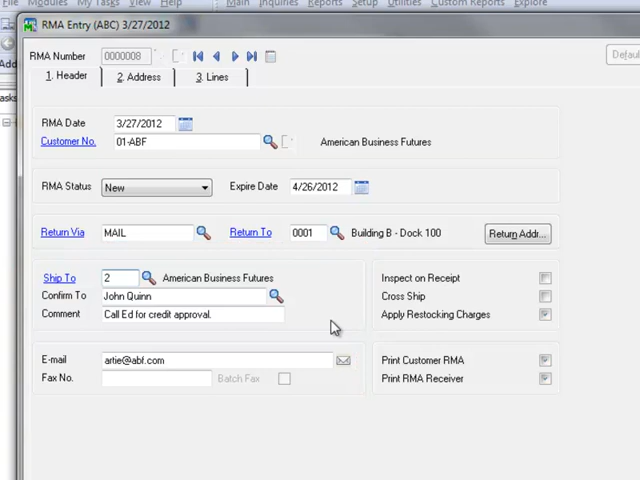 File Modules My Tasks View Help Main Inquiries Reports Setup Utilities Custom Reports Explore
RMA Entry (ABC) 3/27/2012
RMA Number 0000008 Defaul
Add
1. Header 2. Address 3. Lines
asks
RMA Date 3/27/2012
Customer No. 01-ABF American Business Futures
RMA Status New Expire Date 4/26/2012
Return Via MAIL Return To 0001 Building B - Dock 100 Return Addr...
Ship To 2 American Business Futures Inspect on Receipt
Confirm To John Quinn Cross Ship
Comment Call Ed for credit approval. Apply Restocking Charges
E-mail artie@abf.com Print Customer RMA
Fax No. Batch Fax Print RMA Receiver